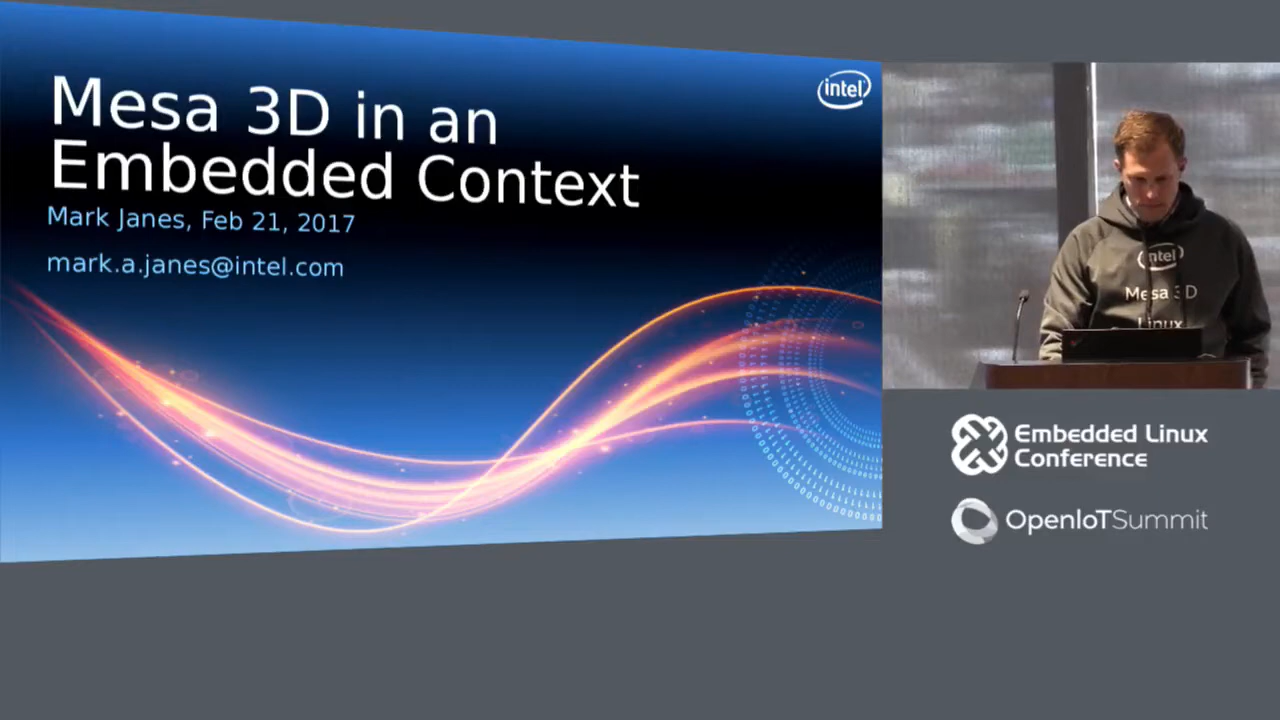 Mesa 3D in an
Embedded Context
Mark Janes, Feb 21, 2017
mark.a.janes@intel.com
intel
intel
Mesa 3D
Linux
Embedded Linux
Conference
OpenIoTSummit